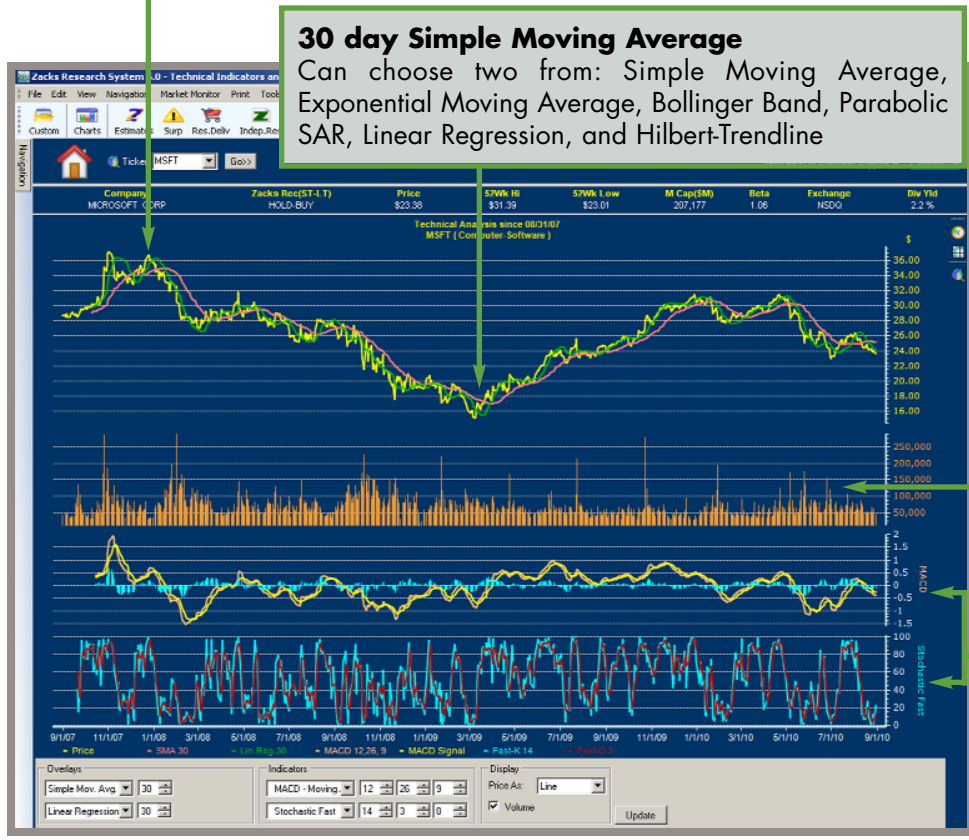 30 day Simple Moving Average
Can choose two from: Simple Moving Average,
Exponential Moving Average, Bollinger Band, Parabolic
SAR, Linear Regression, and Hilbert-Trendline
Zacks Research System .0 - Technical Indicators an
File Edit View Navigation Market Monitor Print Tools
Custom Charts Estimates Surp Res.Deliv Indep.Res
Navigation
Ticker MSFT Go>>
Company Zacks Rec(ST-LT) Price 52Wk Hi 52Wk Low M Cap($M) Beta Exchange Div Yld
MICROSOFT CORP HOLD-BUY $23.38 $31.39 $23.01 207,177 1.06 NSDQ 2.2 %
Technical Analysis since 08/31/07
MSFT ( Computer-Software )
$
36.00
34.00
32.00
30.00
28.00
26.00
24.00
22.00
20.00
18.00
16.00
250,000
200,000
150,000
100,000
50,000
2
1.5
1
0.5
0
-0.5
-1
-1.5
MACD
100
80
60
40
20
0
Stochastic Fast
9/1/07 11/1/07 1/1/08 3/1/08 5/1/08 7/1/08 9/1/08 11/1/08 1/1/09 3/1/09 5/1/09 7/1/09 9/1/09 11/1/09 1/1/10 3/1/10 5/1/10 7/1/10 9/1/10
Price SMA 30 Lin Reg 30 MACD 12,26, 9 MACD Signal Fast-K 14 Fast-D 3
Overlays Indicators Display
Simple Mov. Avg. 30 MACD - Moving. 12 26 9 Price As: Line
Linear Regression 30 Stochastic Fast 14 3 0 Volume
Update